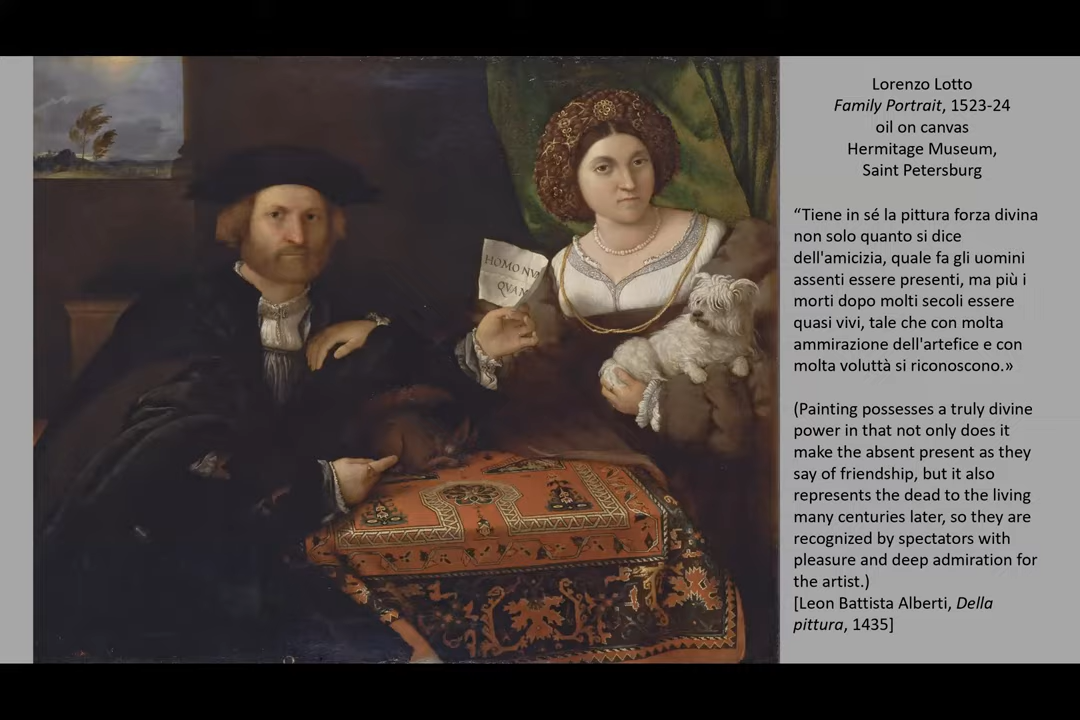 HOMO NVM
QVAM
Lorenzo Lotto
Family Portrait, 1523-24
oil on canvas
Hermitage Museum,
Saint Petersburg
“Tiene in sé la pittura forza divina
non solo quanto si dice
dell'amicizia, quale fa gli uomini
assenti essere presenti, ma più i
morti dopo molti secoli essere
quasi vivi, tale che con molta
ammirazione dell'artefice e con
molta voluttà si riconoscono.»
(Painting possesses a truly divine
power in that not only does it
make the absent present as they
say of friendship, but it also
represents the dead to the living
many centuries later, so they are
recognized by spectators with
pleasure and deep admiration for
the artist.)
[Leon Battista Alberti, Della
pittura, 1435]